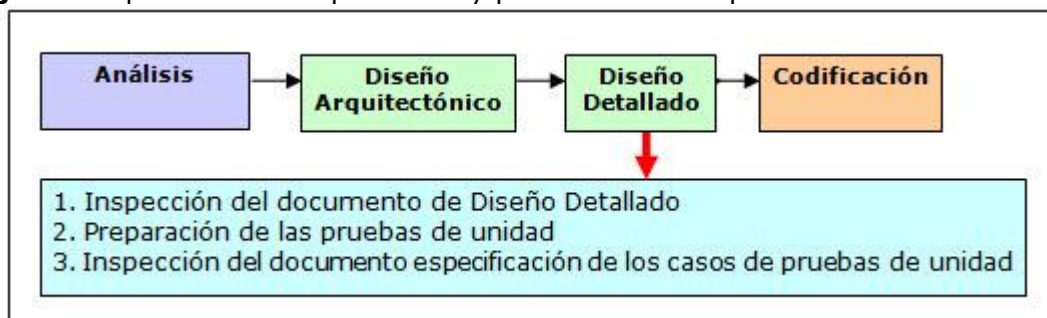 Análisis
Diseño
Arquitectónico
Diseño
Detallado
Codificación
1. Inspección del documento de Diseño Detallado
2. Preparación de las pruebas de unidad
3. Inspección del documento especificación de los casos de pruebas de unidad